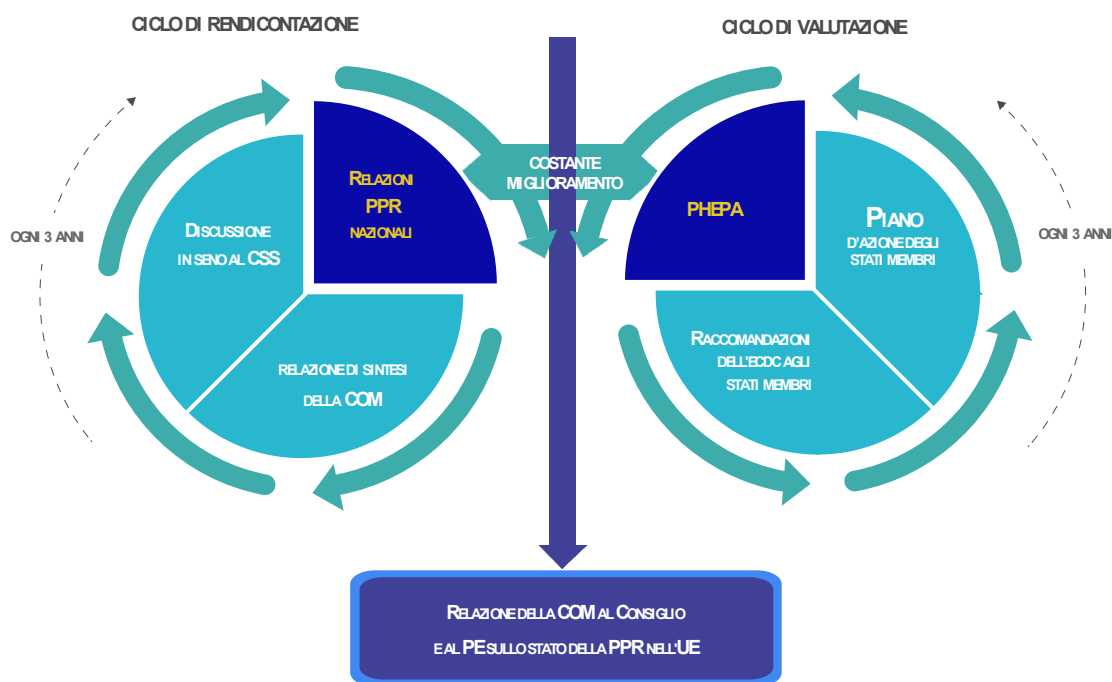 CICLO DI RENDICONTAZIONE
CICLO DI VALUTAZIONE
RELAZIONI
PPR
NAZIONALI
DISCUSSIONE
IN SENO AL CSS
RELAZIONE DI SINTESI
DELLA COM
OGNI 3 ANNI
COSTANTE
MIGLIORAMENTO
PHEPA
PIANO
D'AZIONE DEGLI
STATI MEMBRI
RACCOMANDAZIONI
DELL'ECDC AGLI
STATI MEMBRI
OGNI 3 ANNI
RELAZIONE DELLA COM AL CONSIGLIO
E AL PE SULLO STATO DELLA PPR NELL'UE